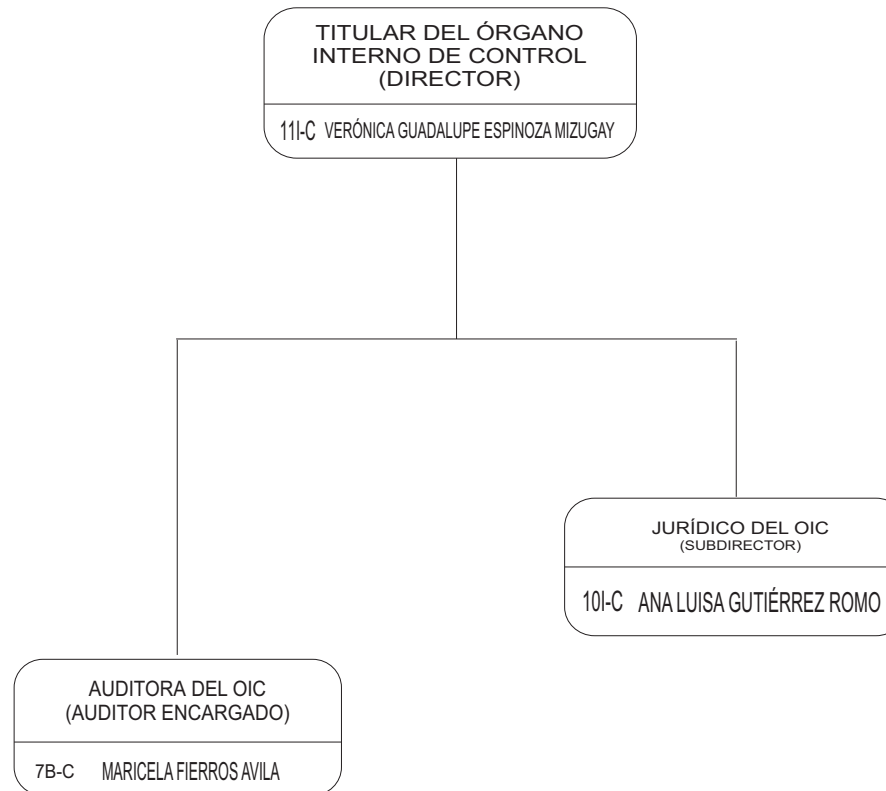 TITULAR DEL ÓRGANO
INTERNO DE CONTROL
(DIRECTOR)
11I-C VERÓNICA GUADALUPE ESPINOZA MIZUGAY
JURÍDICO DEL OIC
(SUBDIRECTOR)
10I-C ANA LUISA GUTIÉRREZ ROMO
AUDITORA DEL OIC
(AUDITOR ENCARGADO)
7B-C MARICELA FIERROS AVILA